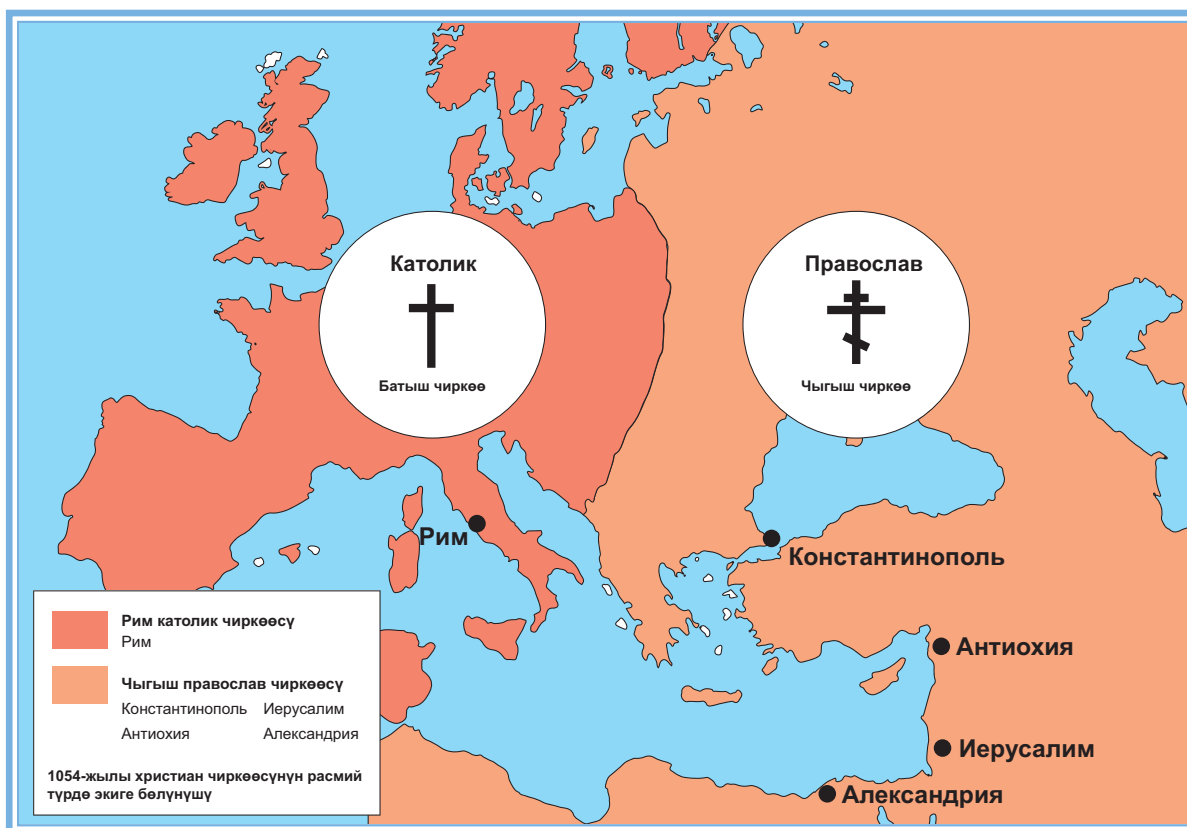 Католик
Батыш чиркөө
Православ
Чыгыш чиркөө
Рим
Константинополь
Антиохия
Иерусалим
Александрия
Рим католик чиркөөсү
Рим
Чыгыш православ чиркөөсү
Константинополь Иерусалим
Антиохия Александрия
1054-жылы христиан чиркөөсүнүн расмий
түрдө экиге бөлүнүшү